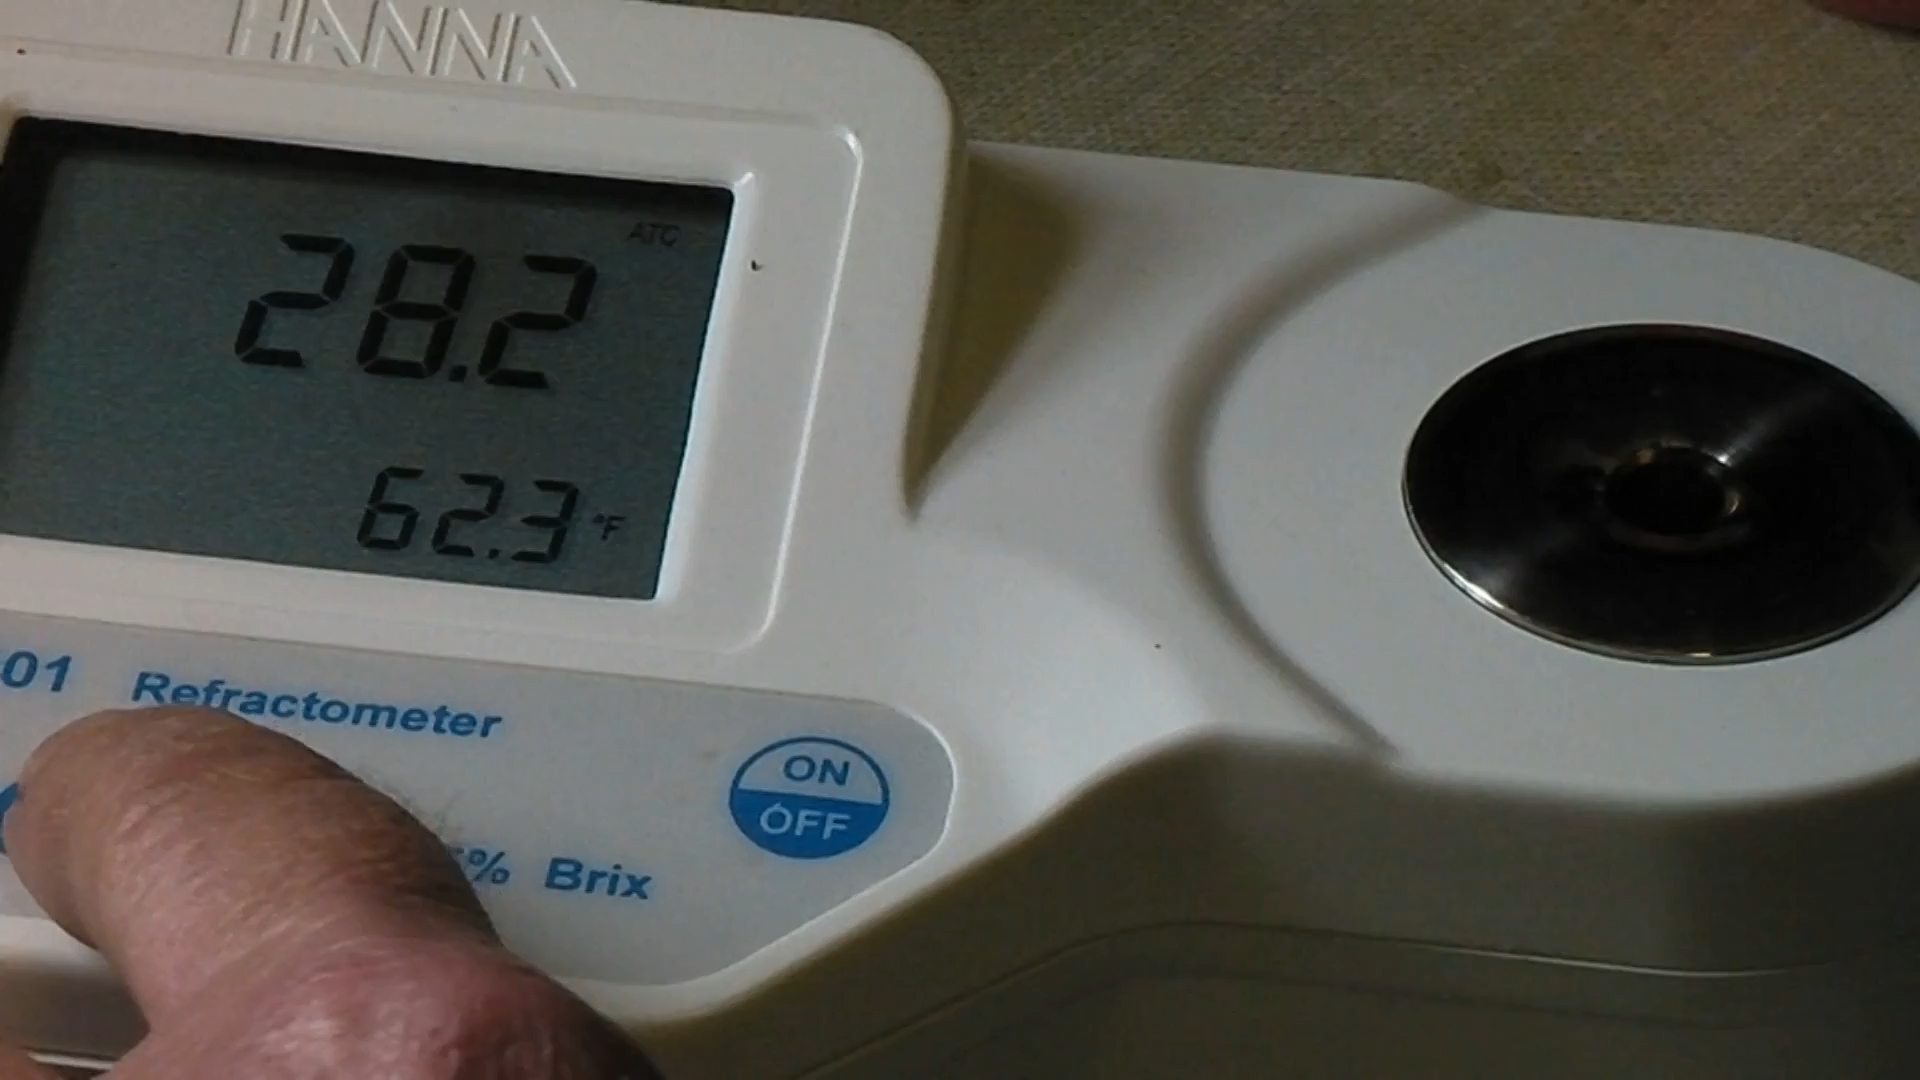 HANNA
ATC
28.2
62.3 °F
01 Refractometer
ON
OFF
% Brix